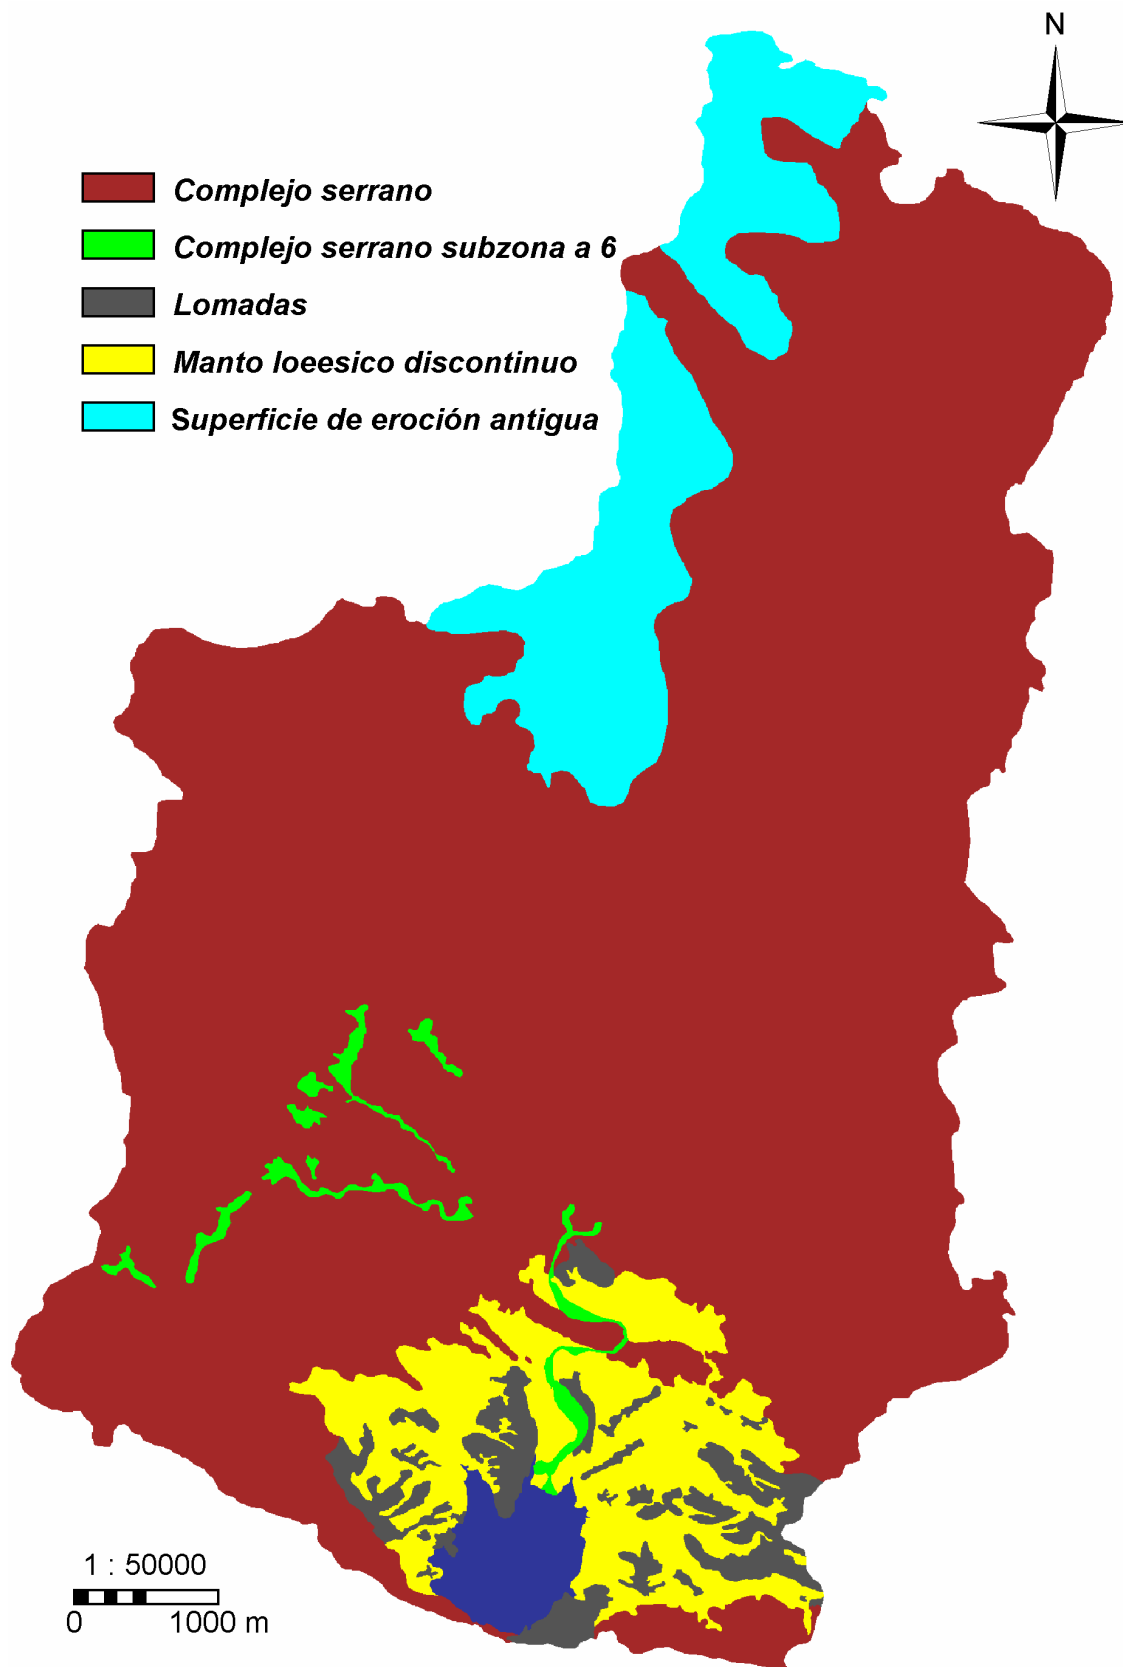 N
Complejo serrano
Complejo serrano subzona a 6
Lomadas
Manto loeesico discontinuo
Superficie de eroción antigua
1 : 50000
0 1000 m